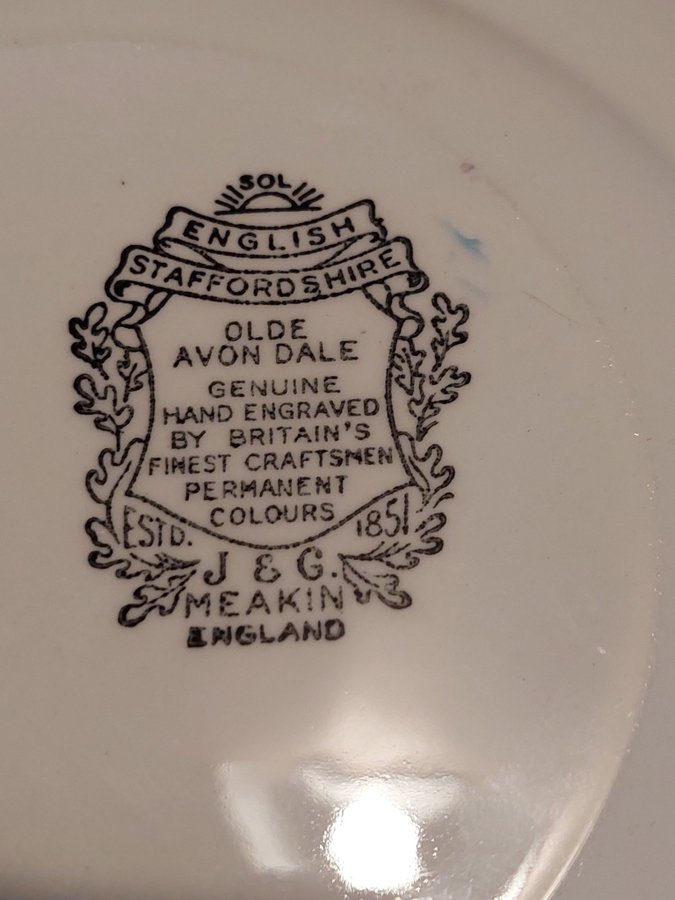 SOL
ENGLISH
STAFFORDSHIRE
OLDE
AVON DALE
GENUINE
HAND ENGRAVED
BY BRITAIN'S
FINEST CRAFTSMEN
PERMANENT
COLOURS
ESTD. 1851
J & G.
MEAKIN
ENGLAND